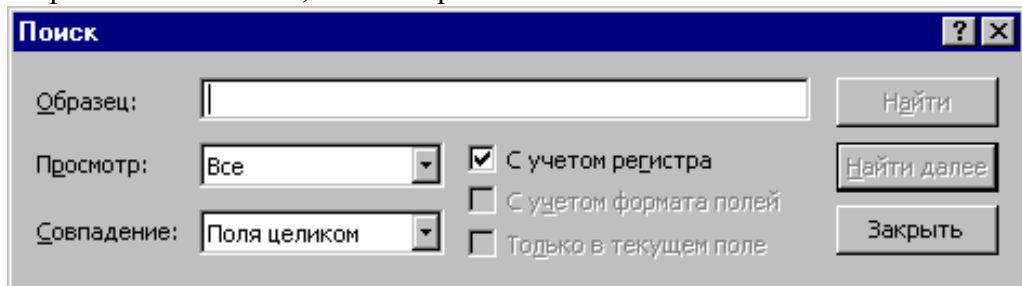 Поиск
Образец:
Найти
Просмотр: Все
С учетом регистра
Найти далее
С учетом формата полей
Совпадение: Поля целиком
Только в текущем поле
Закрыть